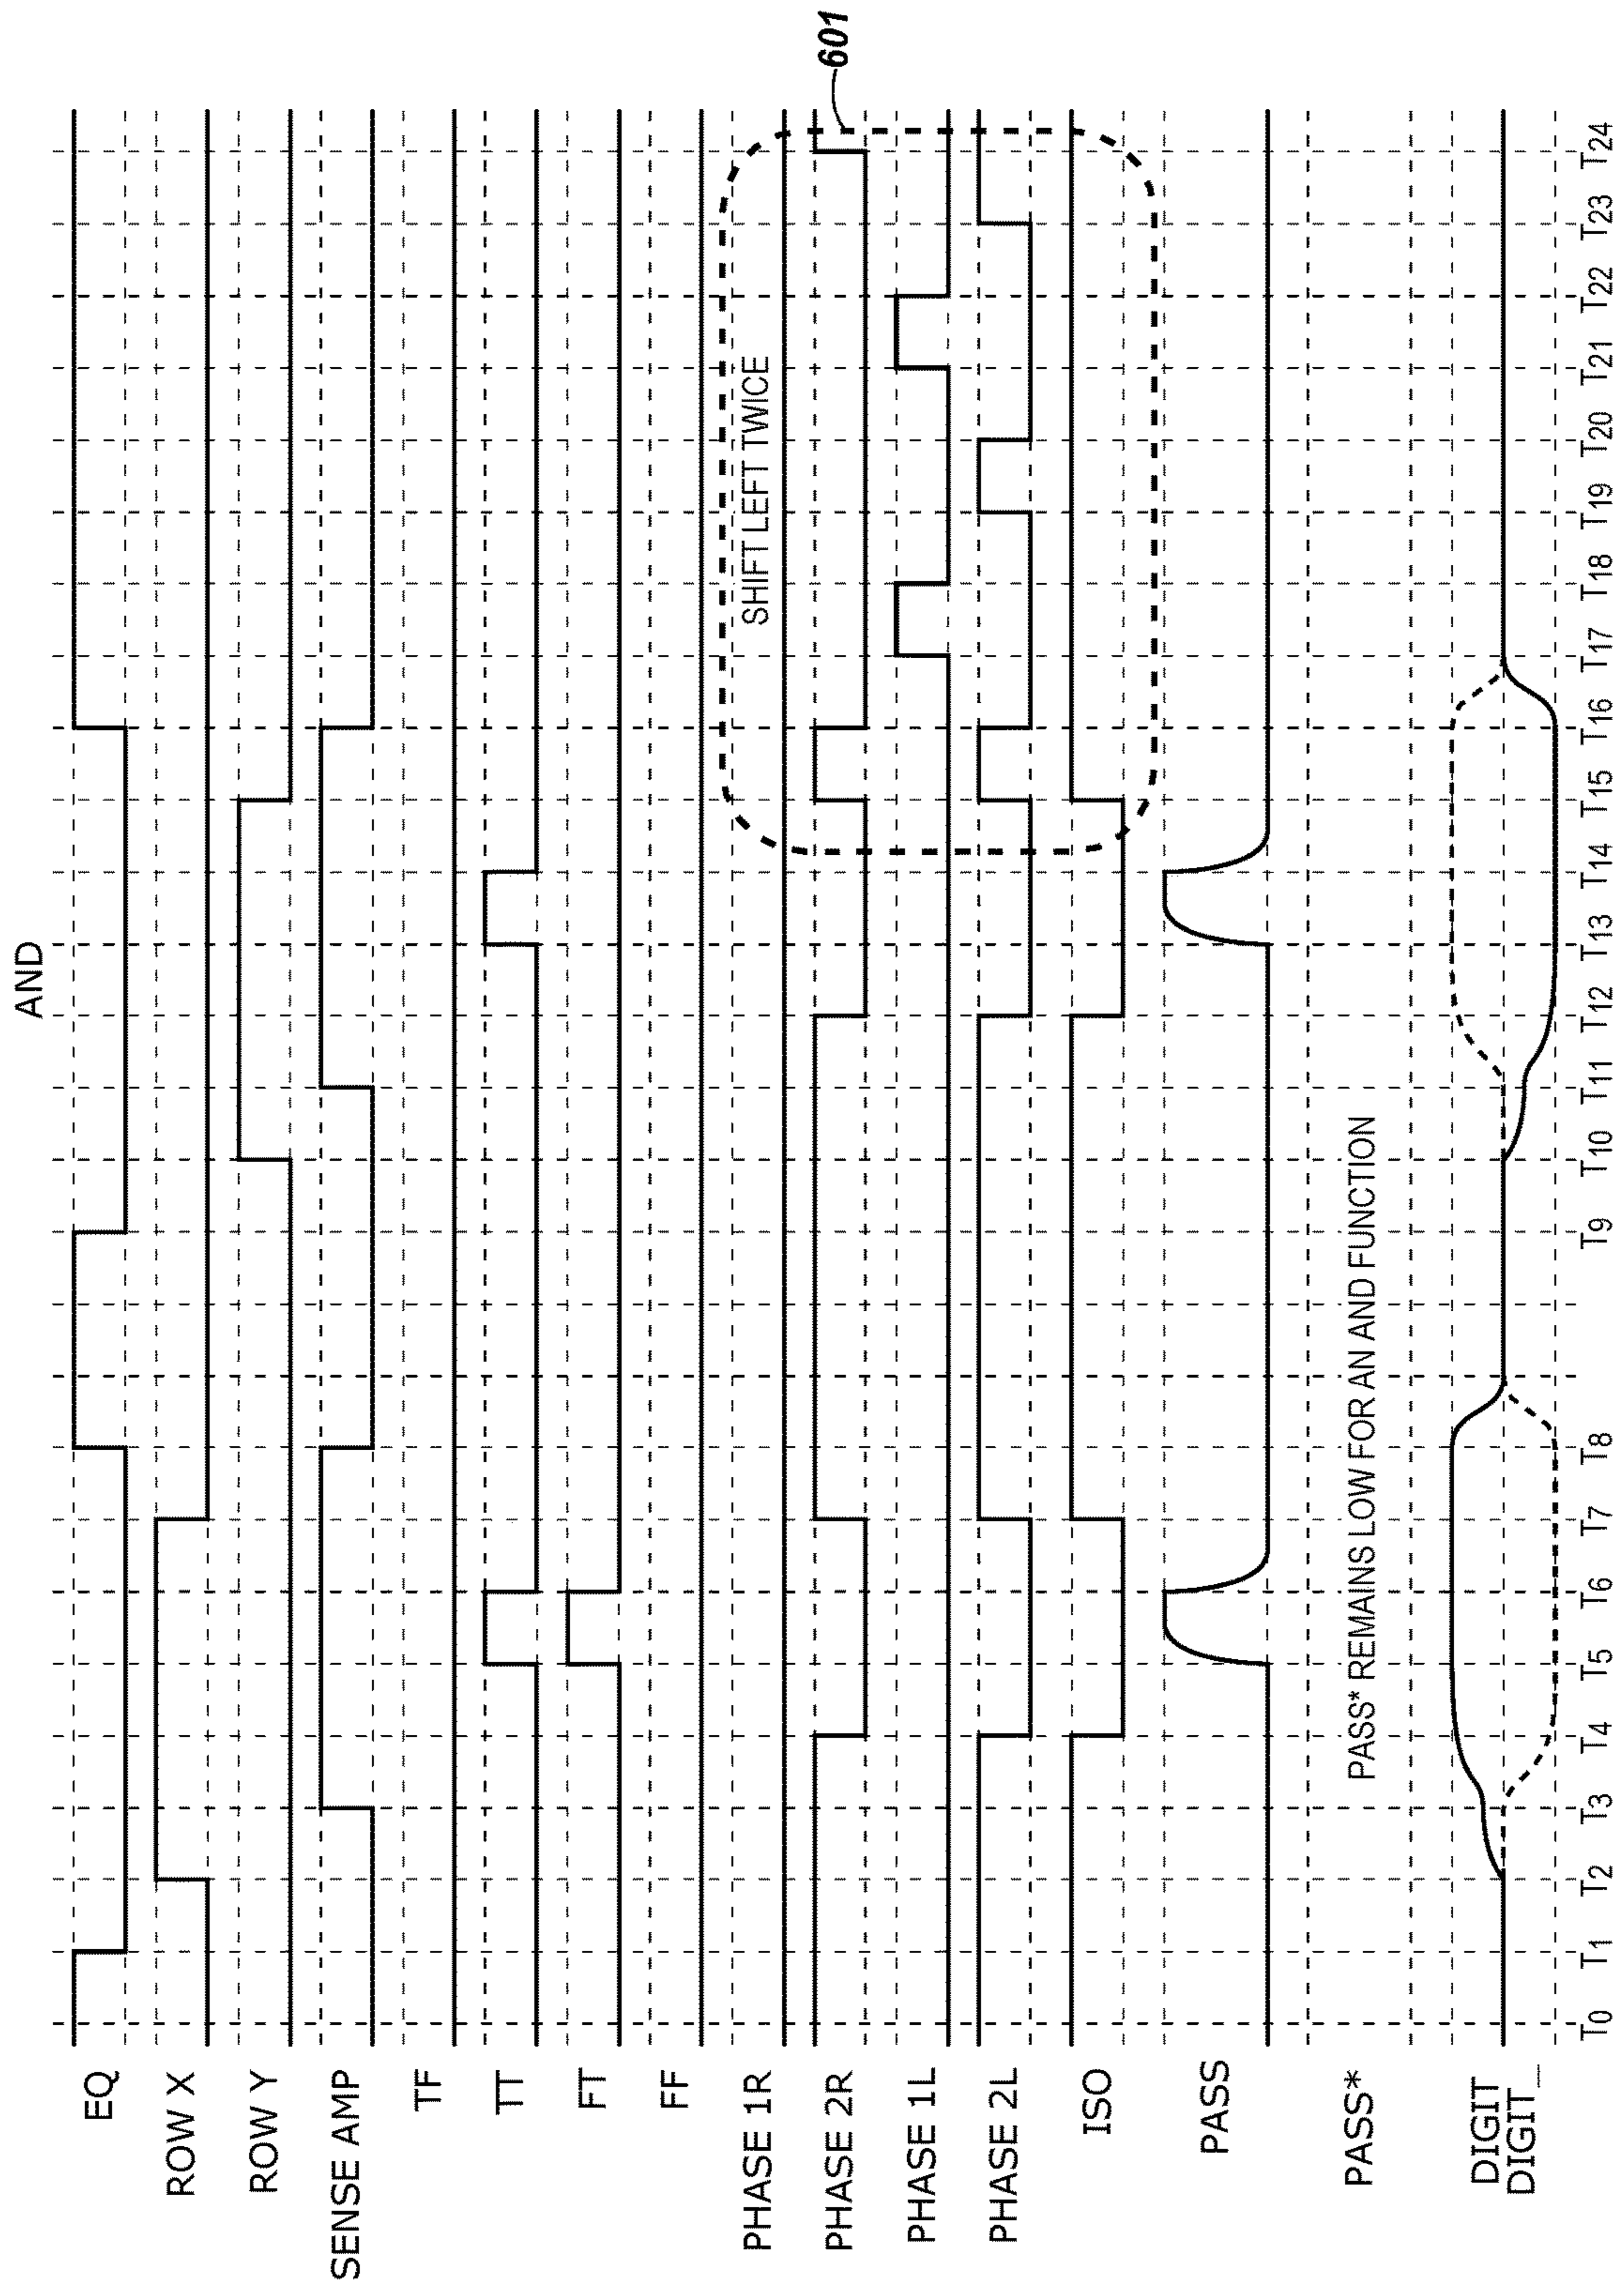 AND
EQ
ROW X
ROW Y
SENSE AMP
TF
TT
FT
FF
PHASE 1R
PHASE 2R
PHASE 1L
PHASE 2L
ISO
PASS
PASS*
DIGIT
DIGIT_
SHIFT LEFT TWICE
601
PASS* REMAINS LOW FOR AN AND FUNCTION
T0 T1 T2 T3 T4 T5 T6 T7 T8 T9 T10 T11 T12 T13 T14 T15 T16 T17 T18 T19 T20 T21 T22 T23 T24